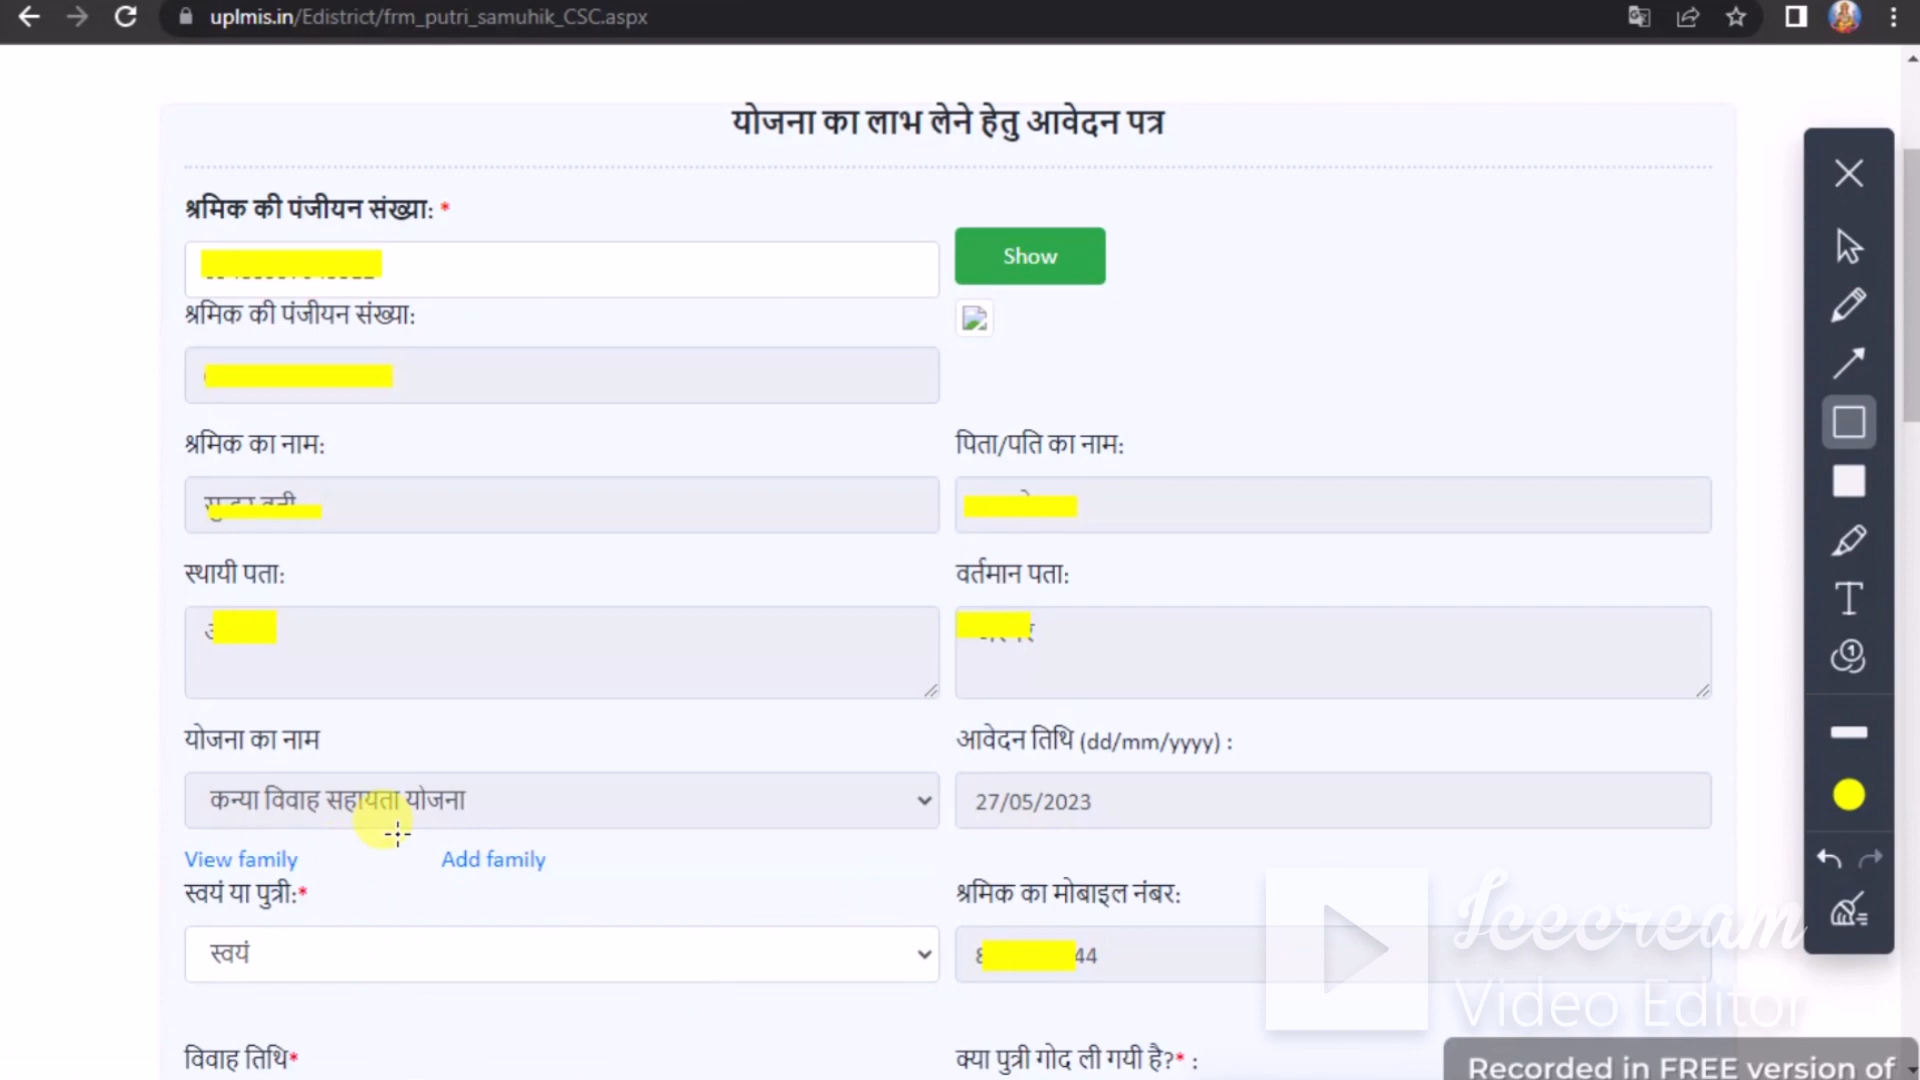 uplmis.in/Edistrict/frm_putri_samuhik_CSC.aspx
योजना का लाभ लेने हेतु आवेदन पत्र
श्रमिक की पंजीयन संख्या: *
Show
श्रमिक की पंजीयन संख्या:
श्रमिक का नाम: पिता/पति का नाम:
स्थायी पता: वर्तमान पता:
योजना का नाम आवेदन तिथि (dd/mm/yyyy) :
कन्या विवाह सहायता योजना 27/05/2023
View family Add family
स्वयं या पुत्री:* श्रमिक का मोबाइल नंबर:
स्वयं 44
Icecream
Video Editor
विवाह तिथि* क्या पुत्री गोद ली गयी है?* :
Recorded in FREE version of